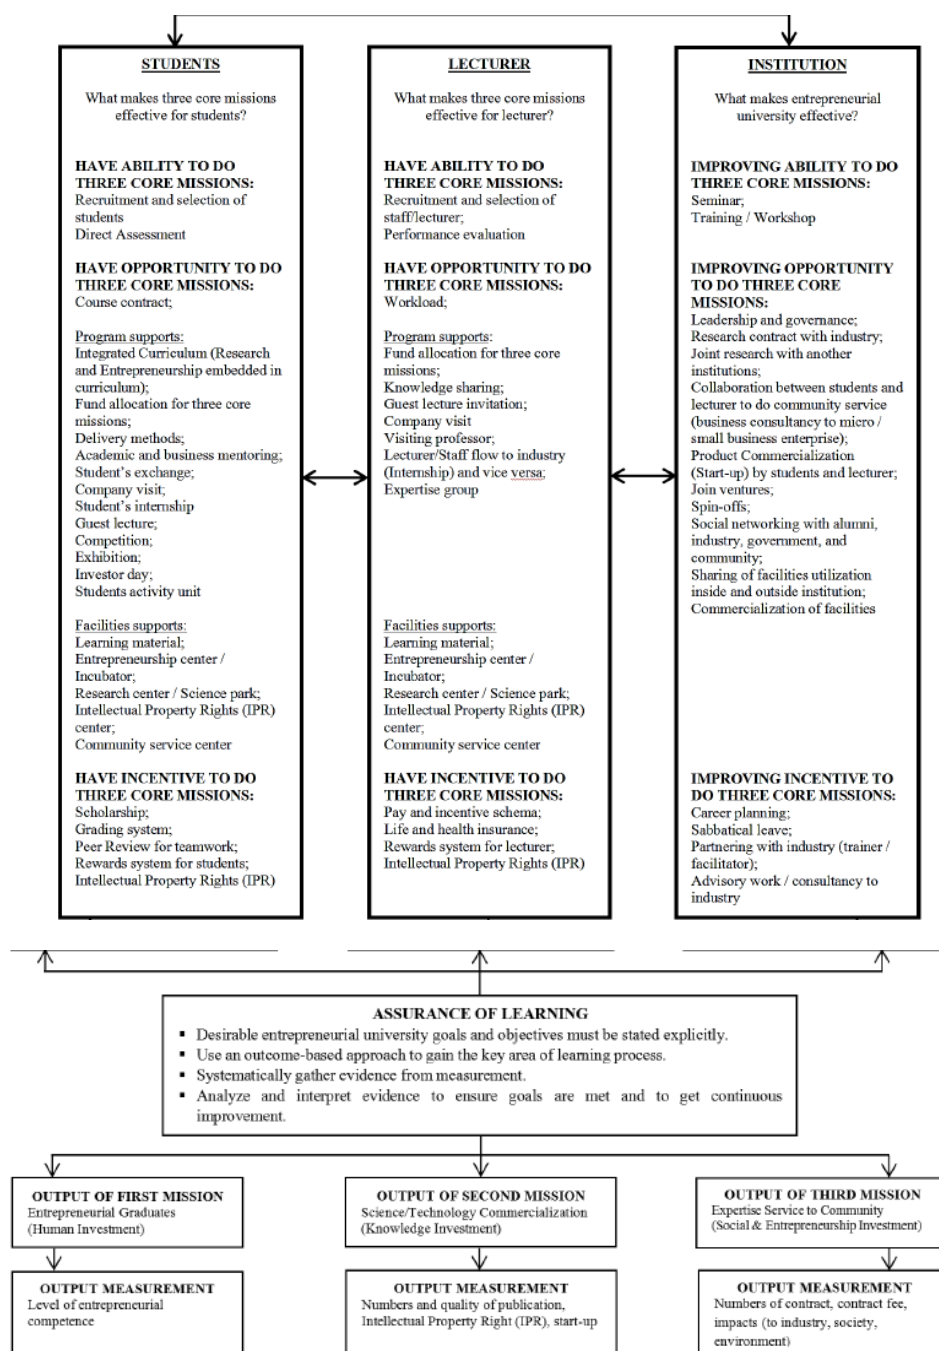 STUDENTS
What makes three core missions
effective for students?
HAVE ABILITY TO DO
THREE CORE MISSIONS:
Recruitment and selection of
students
Direct Assessment
HAVE OPPORTUNITY TO DO
THREE CORE MISSIONS:
Course contract;
Program supports:
Integrated Curriculum (Research
and Entrepreneurship embedded in
curriculum);
Fund allocation for three core
missions;
Delivery methods;
Academic and business mentoring;
Student's exchange;
Company visit;
Student's internship
Guest lecture;
Competition;
Exhibition;
Investor day;
Students activity unit
Facilities supports:
Learning material;
Entrepreneurship center /
Incubator;
Research center / Science park;
Intellectual Property Rights (IPR)
center;
Community service center
HAVE INCENTIVE TO DO
THREE CORE MISSIONS:
Scholarship;
Grading system;
Peer Review for teamwork;
Rewards system for students;
Intellectual Property Rights (IPR)
LECTURER
What makes three core missions
effective for lecturer?
HAVE ABILITY TO DO
THREE CORE MISSIONS:
Recruitment and selection of
staff/lecturer;
Performance evaluation
HAVE OPPORTUNITY TO DO
THREE CORE MISSIONS:
Workload;
Program supports:
Fund allocation for three core
missions;
Knowledge sharing;
Guest lecture invitation;
Company visit
Visiting professor;
Lecturer/Staff flow to industry
(Internship) and vice versa;
Expertise group
Facilities supports:
Learning material;
Entrepreneurship center /
Incubator;
Research center / Science park;
Intellectual Property Rights (IPR)
center;
Community service center
HAVE INCENTIVE TO DO
THREE CORE MISSIONS:
Pay and incentive schema;
Life and health insurance;
Rewards system for lecturer;
Intellectual Property Rights (IPR)
INSTITUTION
What makes entrepreneurial
university effective?
IMPROVING ABILITY TO DO
THREE CORE MISSIONS:
Seminar;
Training / Workshop
IMPROVING OPPORTUNITY
TO DO THREE CORE
MISSIONS:
Leadership and governance;
Research contract with industry;
Joint research with another
institutions;
Collaboration between students and
lecturer to do community service
(business consultancy to micro /
small business enterprise);
Product Commercialization
(Start-up) by students and lecturer;
Join ventures;
Spin-offs;
Social networking with alumni,
industry, government, and
community;
Sharing of facilities utilization
inside and outside institution;
Commercialization of facilities
IMPROVING INCENTIVE TO
DO THREE CORE MISSIONS:
Career planning;
Sabbatical leave;
Partnering with industry (trainer /
facilitator);
Advisory work / consultancy to
industry
ASSURANCE OF LEARNING
▪ Desirable entrepreneurial university goals and objectives must be stated explicitly.
▪ Use an outcome-based approach to gain the key area of learning process.
▪ Systematically gather evidence from measurement.
▪ Analyze and interpret evidence to ensure goals are met and to get continuous
improvement.
OUTPUT OF FIRST MISSION
Entrepreneurial Graduates
(Human Investment)
OUTPUT OF SECOND MISSION
Science/Technology Commercialization
(Knowledge Investment)
OUTPUT OF THIRD MISSION
Expertise Service to Community
(Social & Entrepreneurship Investment)
OUTPUT MEASUREMENT
Level of entrepreneurial
competence
OUTPUT MEASUREMENT
Numbers and quality of publication,
Intellectual Property Right (IPR), start-up
OUTPUT MEASUREMENT
Numbers of contract, contract fee,
impacts (to industry, society,
environment)